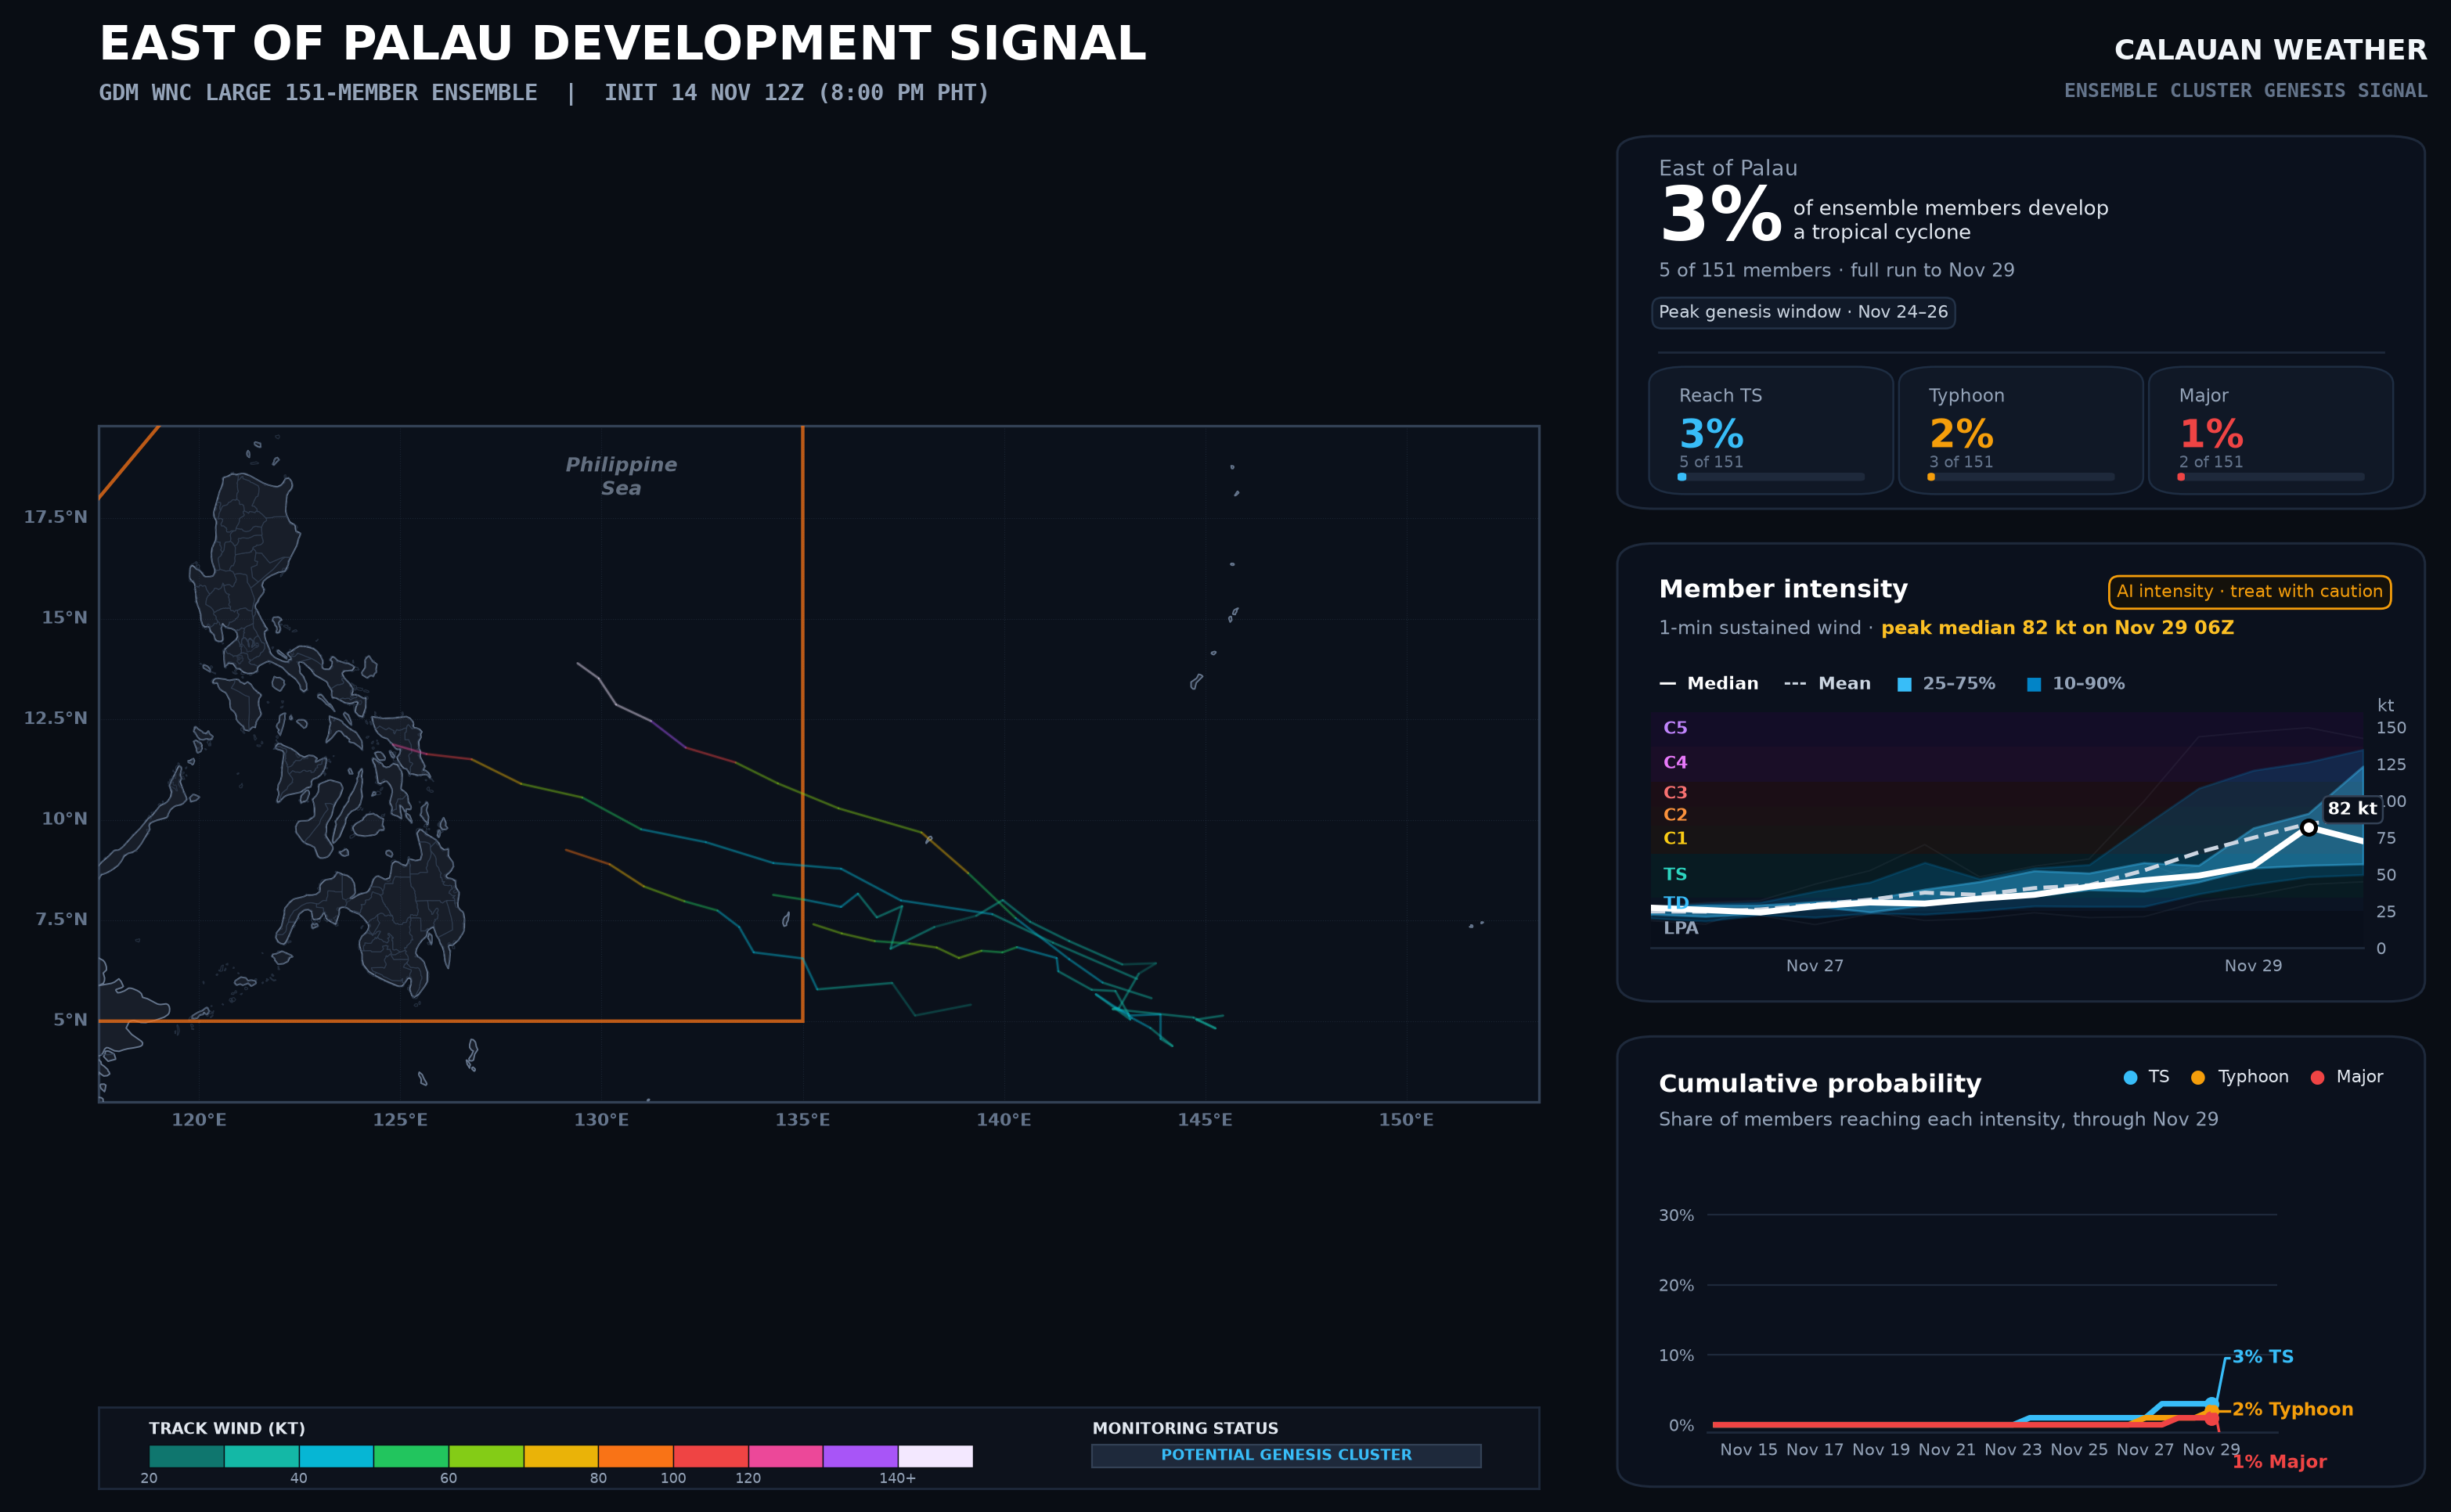 EAST OF PALAU DEVELOPMENT SIGNAL
GDM WNC LARGE 151-MEMBER ENSEMBLE | INIT 14 NOV 12Z (8:00 PM PHT)
CALAUAN WEATHER
ENSEMBLE CLUSTER GENESIS SIGNAL
Philippine
Sea
17.5°N
15°N
12.5°N
10°N
7.5°N
5°N
120°E
125°E
130°E
135°E
140°E
145°E
150°E
TRACK WIND (KT)
20
40
60
80
100
120
140+
MONITORING STATUS
POTENTIAL GENESIS CLUSTER
East of Palau
3%
of ensemble members develop
a tropical cyclone
5 of 151 members · full run to Nov 29
Peak genesis window · Nov 24–26
Reach TS
3%
5 of 151
Typhoon
2%
3 of 151
Major
1%
2 of 151
Member intensity
AI intensity · treat with caution
1-min sustained wind · peak median 82 kt on Nov 29 06Z
Median
Mean
25–75%
10–90%
kt
C5
C4
C3
C2
C1
TS
TD
LPA
150
125
100
75
50
25
0
82 kt
Nov 27
Nov 29
Cumulative probability
TS
Typhoon
Major
Share of members reaching each intensity, through Nov 29
30%
20%
10%
0%
3% TS
2% Typhoon
1% Major
Nov 15
Nov 17
Nov 19
Nov 21
Nov 23
Nov 25
Nov 27
Nov 29